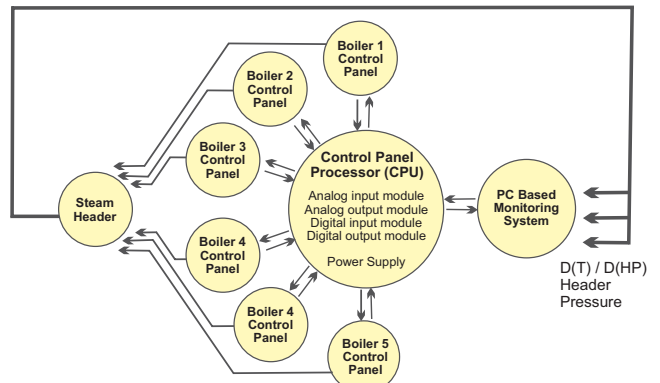 Boiler 1
Control
Panel
Boiler 2
Control
Panel
Boiler 3
Control
Panel
Steam
Header
Boiler 4
Control
Panel
Boiler 4
Control
Panel
Boiler 5
Control
Panel
Control Panel
Processor (CPU)
Analog input module
Analog output module
Digital input module
Digital output module
Power Supply
PC Based
Monitoring
System
D(T) / D(HP)
Header
Pressure